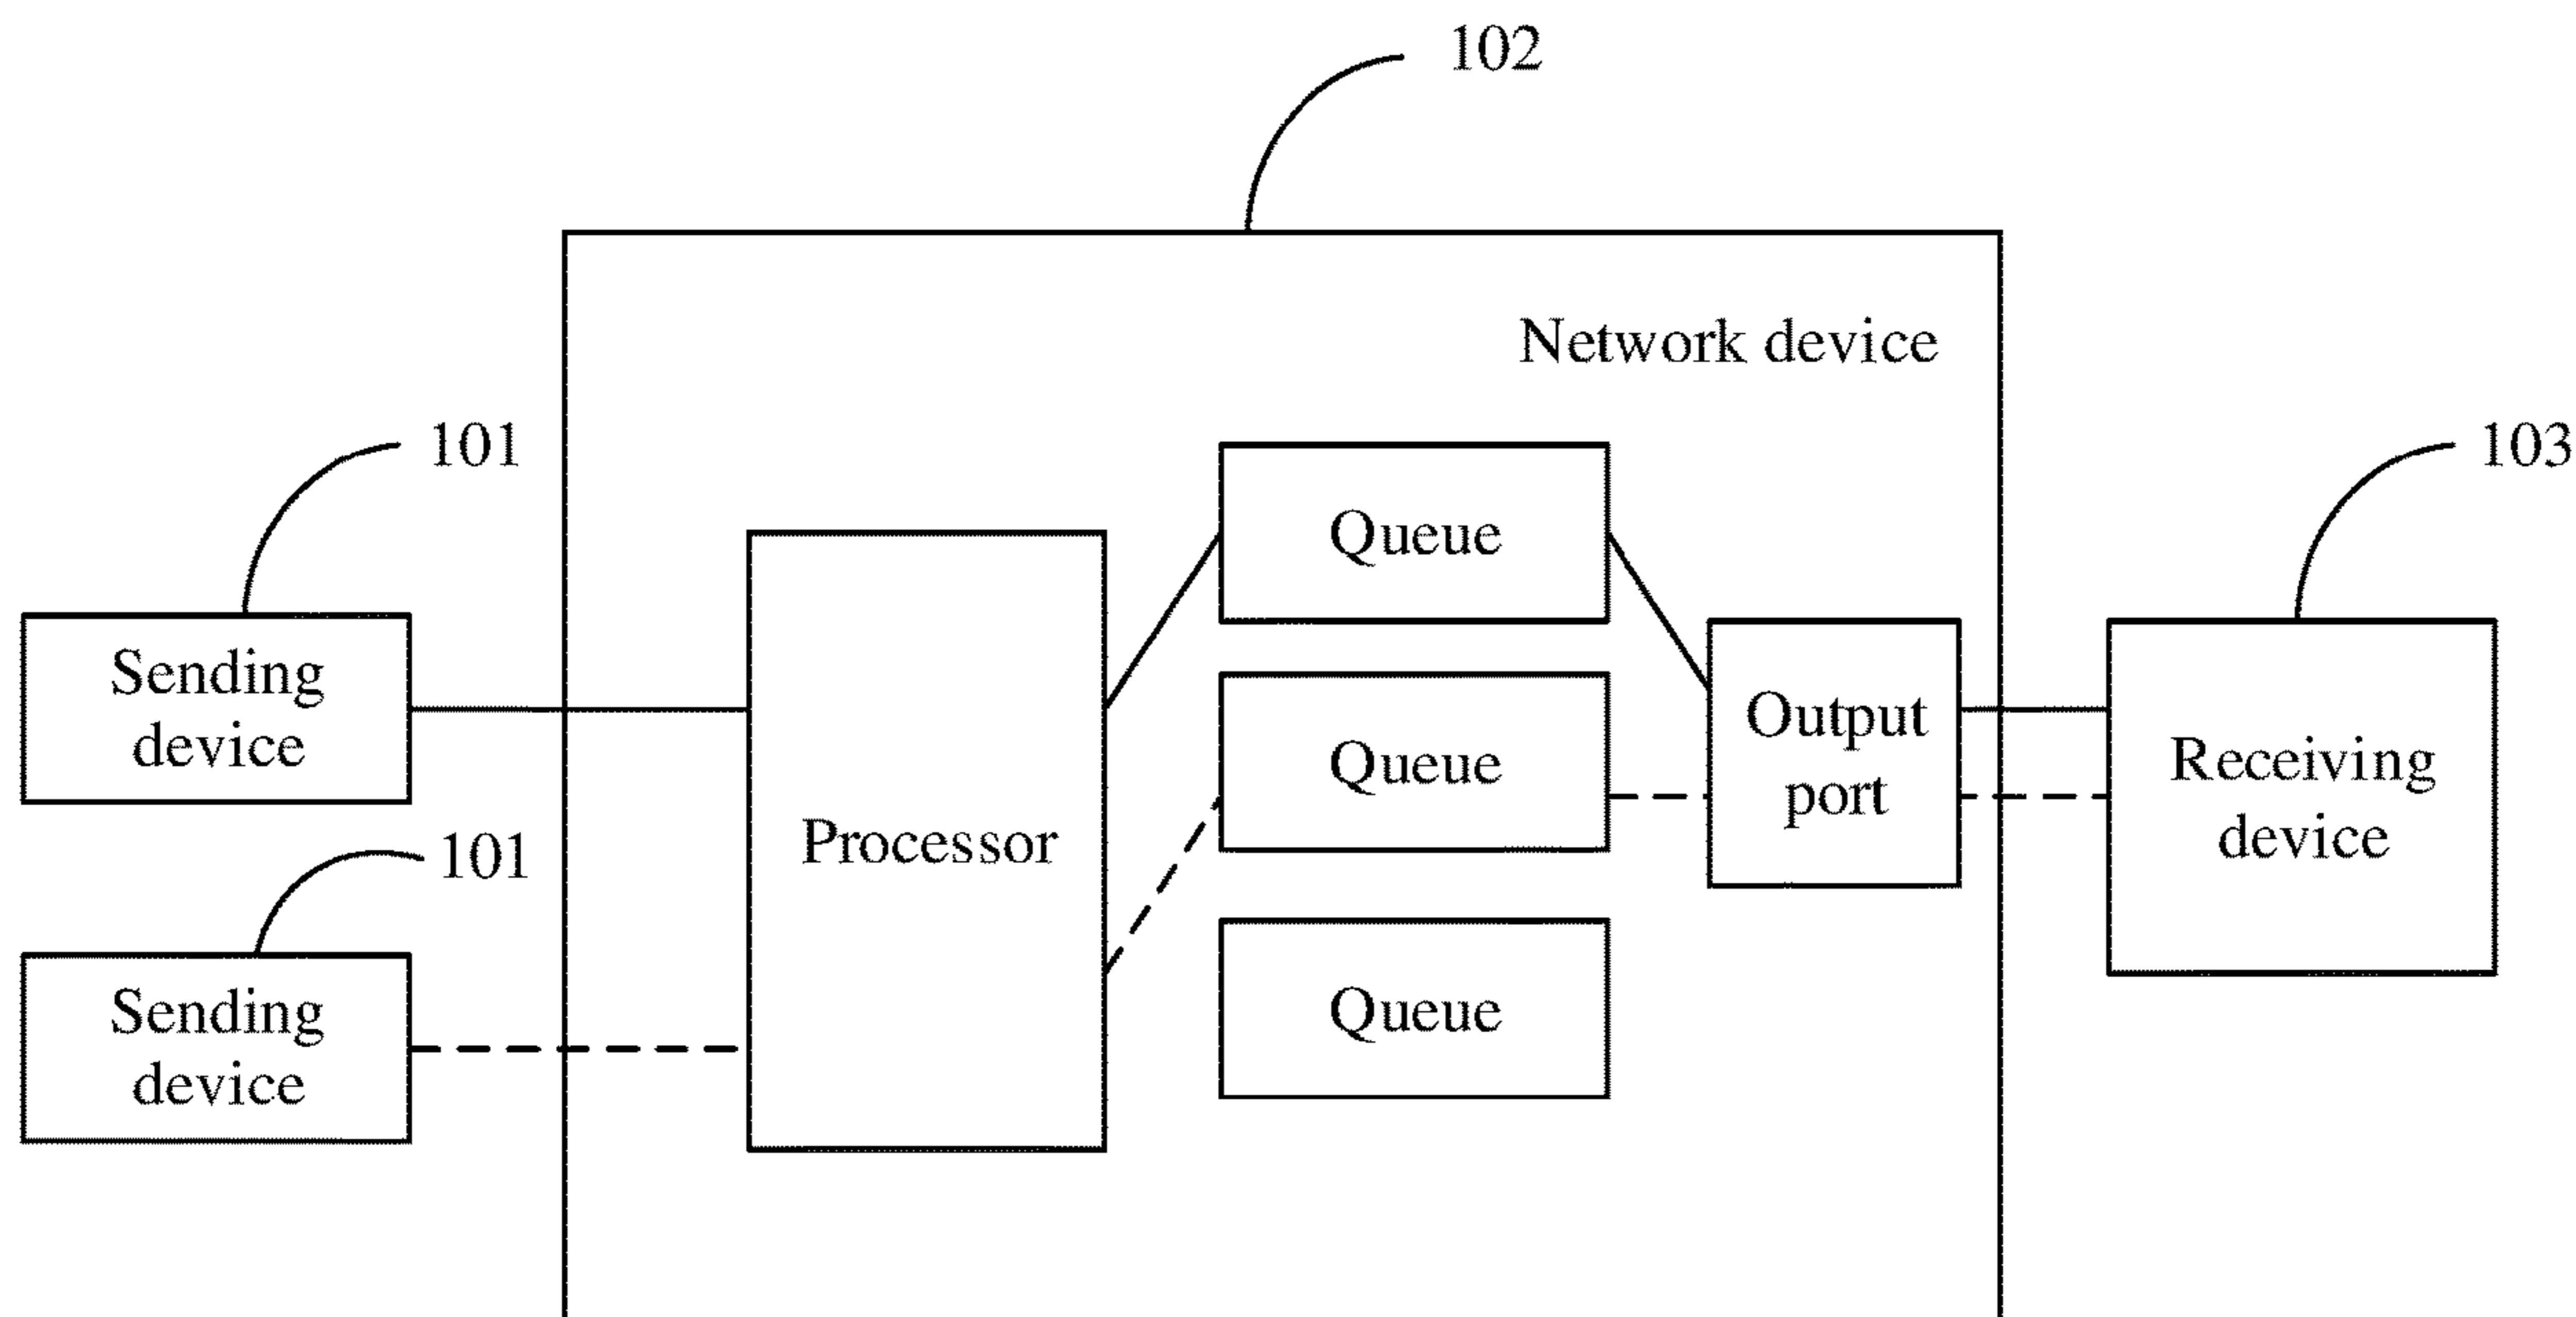 102
Network device
101
Sending
device
101
Sending
device
Processor
Queue
Queue
Queue
Output
port
103
Receiving
device